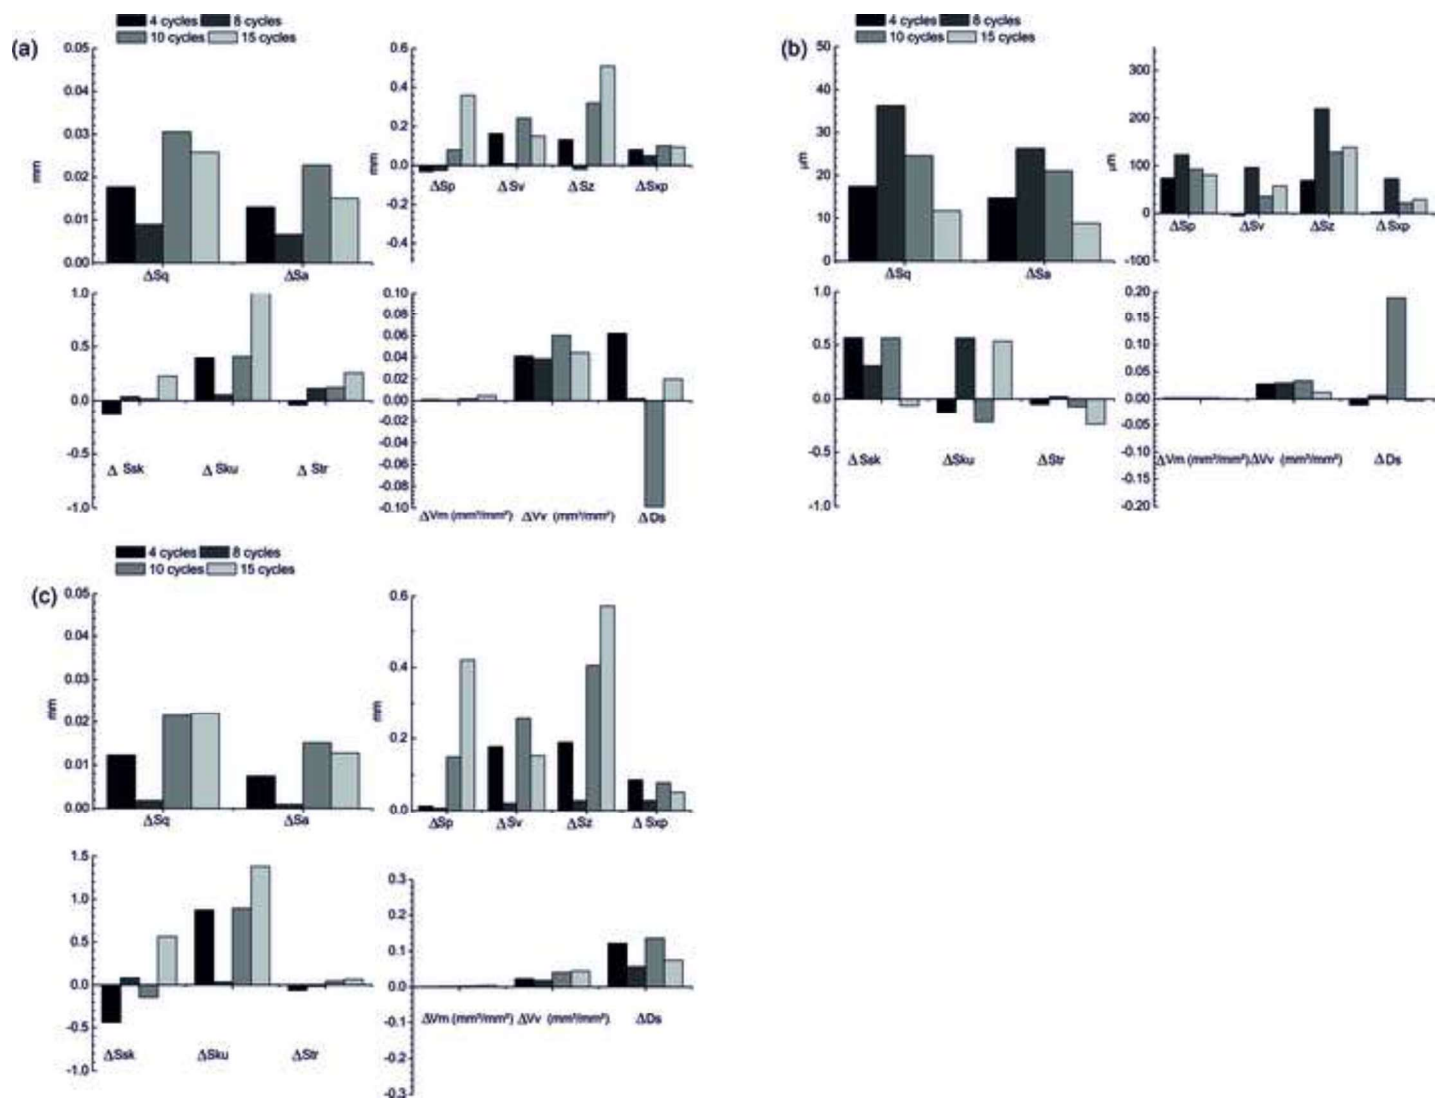 (a)
4 cycles 8 cycles
10 cycles 15 cycles
0.05
0.04
0.03
0.02
0.01
0.00
mm
ΔSq ΔSa
0.6
0.4
0.2
0.0
-0.2
-0.4
mm
ΔSp ΔSv ΔSz ΔSxp
1.0
0.5
0.0
-0.5
-1.0
Δ Ssk Δ Sku Δ Str
0.10
0.08
0.06
0.04
0.02
0.00
-0.02
-0.04
-0.06
-0.08
-0.10
ΔVm (mm³/mm²) ΔVv (mm³/mm²) ΔDs
(b)
4 cycles 8 cycles
10 cycles 15 cycles
50
40
30
20
10
0
µm
ΔSq ΔSa
300
200
100
0
-100
µm
ΔSp ΔSv ΔSz ΔSxp
1.0
0.5
0.0
-0.5
-1.0
ΔSsk ΔSku ΔStr
0.20
0.15
0.10
0.05
0.00
-0.05
-0.10
-0.15
-0.20
ΔVm (mm³/mm²) ΔVv (mm³/mm²) ΔDs
(c)
4 cycles 8 cycles
10 cycles 15 cycles
0.05
0.04
0.03
0.02
0.01
0.00
mm
ΔSq ΔSa
0.6
0.4
0.2
0.0
mm
ΔSp ΔSv ΔSz ΔSxp
1.5
1.0
0.5
0.0
-0.5
-1.0
ΔSsk ΔSku ΔStr
0.3
0.2
0.1
0.0
-0.1
-0.2
-0.3
ΔVm (mm³/mm²) ΔVv (mm³/mm²) ΔDs